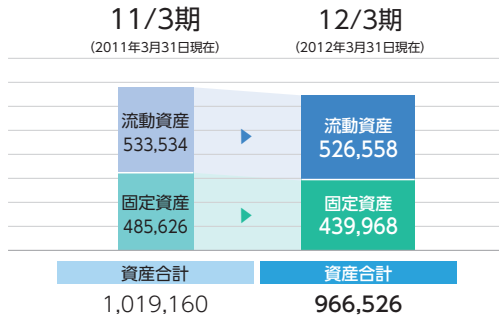 11/3期
12/3期
(2011年3月31日現在)
(2012年3月31日現在)
流動資産
533,534
流動資産
526,558
固定資産
485,626
固定資産
439,968
資産合計
資産合計
1,019,160
966,526